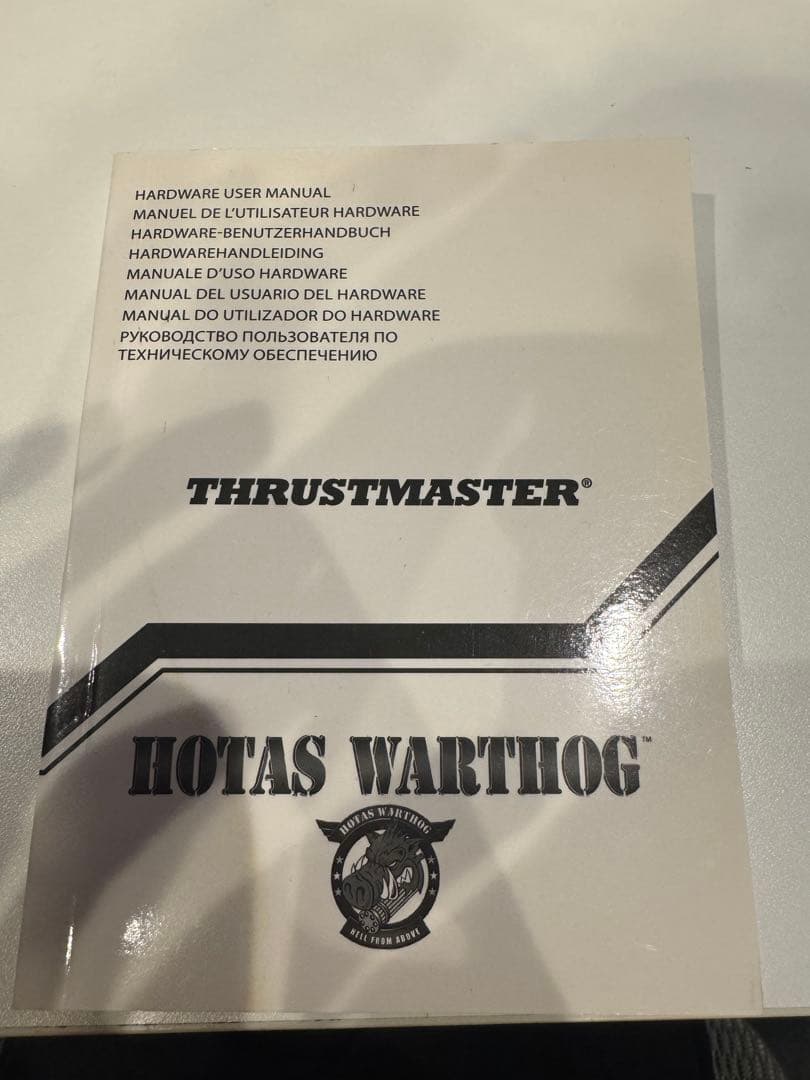 HARDWARE USER MANUAL
MANUEL DE L'UTILISATEUR HARDWARE
HARDWARE-BENUTZERHANDBUCH
HARDWAREHANDLEIDING
MANUALE D'USO HARDWARE
MANUAL DEL USUARIO DEL HARDWARE
MANUAL DO UTILIZADOR DO HARDWARE
РУКОВОДСТВО ПОЛЬЗОВАТЕЛЯ ПО
ТЕХНИЧЕСКОМУ ОБЕСПЕЧЕНИЮ
THRUSTMASTER®
HOTAS WARTHOG™
HOTAS WARTHOG
HELL FROM ABOVE